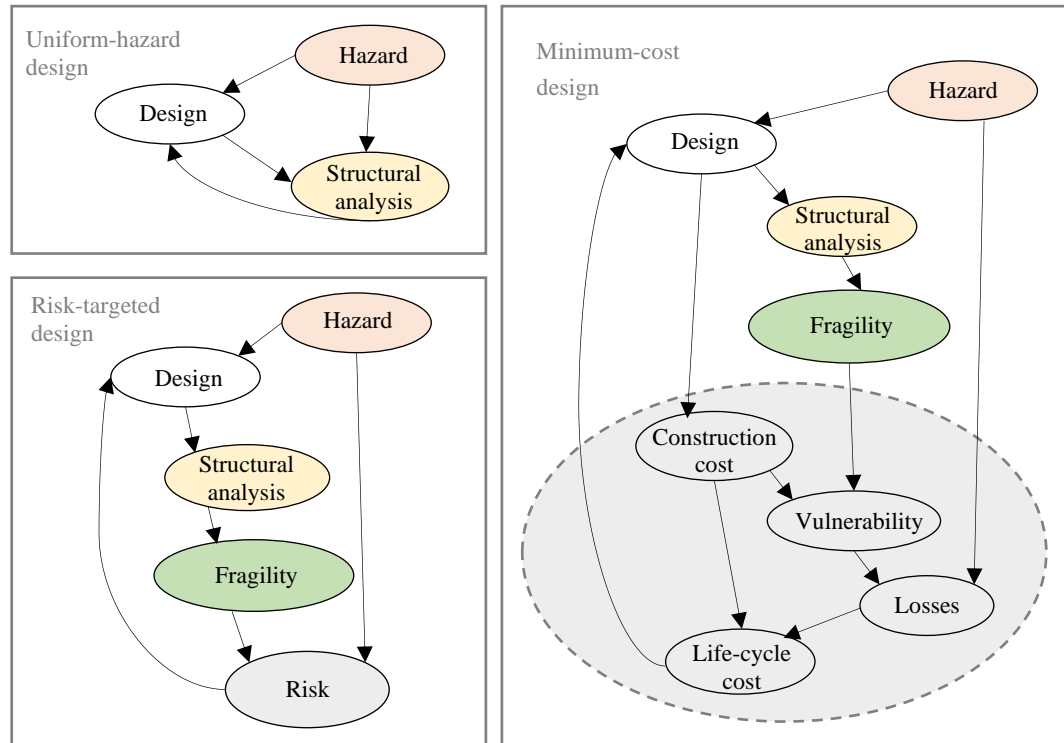 Uniform-hazard
design
Hazard
Design
Structural
analysis
Risk-targeted
design
Hazard
Design
Structural
analysis
Fragility
Risk
Minimum-cost
design
Hazard
Design
Structural
analysis
Fragility
Construction
cost
Vulnerability
Losses
Life-cycle
cost